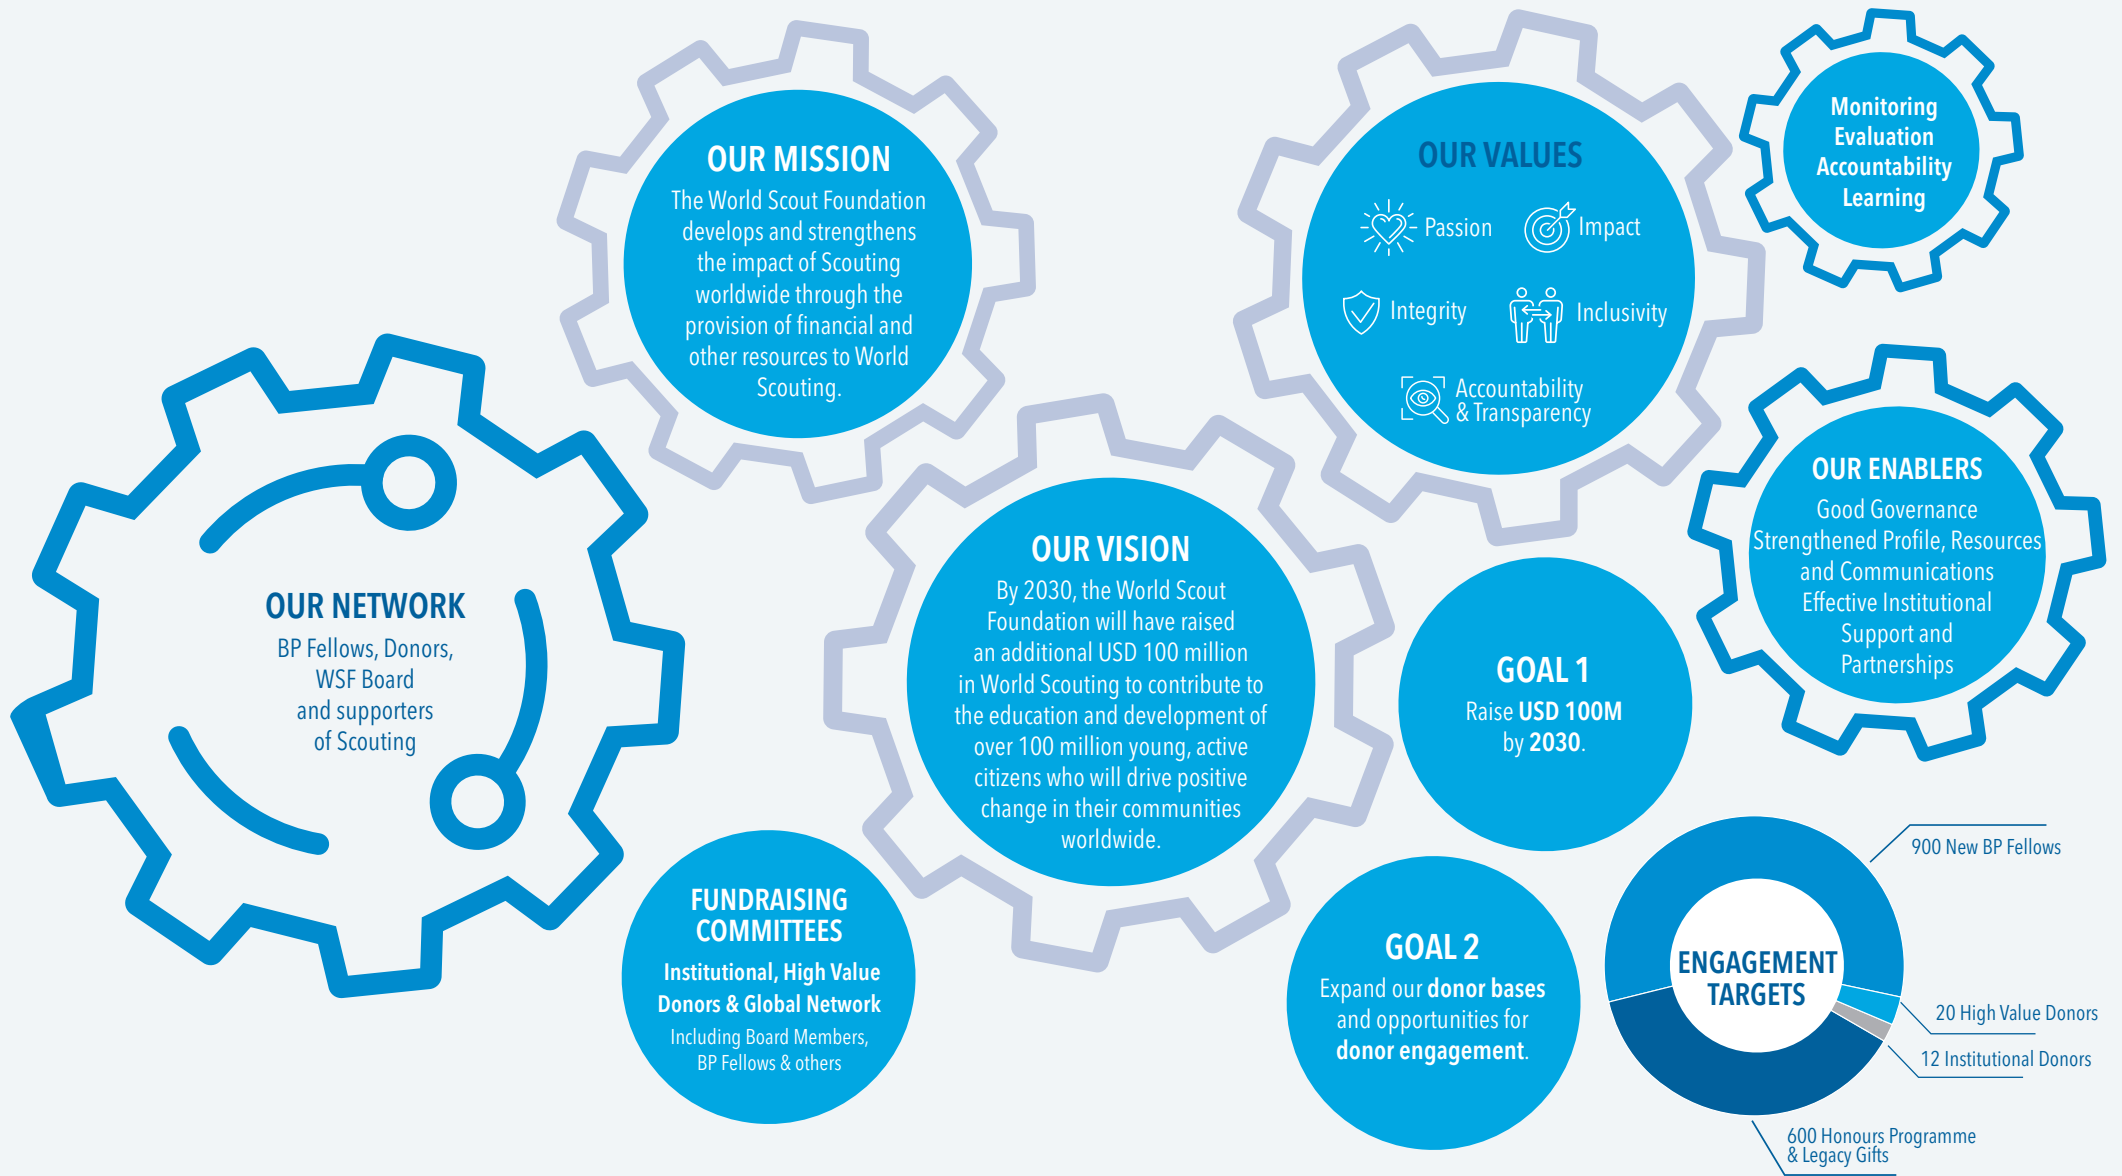 OUR MISSION
The World Scout Foundation
develops and strengthens
the impact of Scouting
worldwide through the
provision of financial and
other resources to World
Scouting.
OUR VALUES
Passion
Impact
Integrity
Inclusivity
Accountability
& Transparency
Monitoring
Evaluation
Accountability
Learning
OUR NETWORK
BP Fellows, Donors,
WSF Board
and supporters
of Scouting
OUR VISION
By 2030, the World Scout
Foundation will have raised
an additional USD 100 million
in World Scouting to contribute to
the education and development of
over 100 million young, active
citizens who will drive positive
change in their communities
worldwide.
OUR ENABLERS
Good Governance
Strengthened Profile, Resources
and Communications
Effective Institutional
Support and
Partnerships
GOAL 1
Raise USD 100M
by 2030.
FUNDRAISING
COMMITTEES
Institutional, High Value
Donors & Global Network
Including Board Members,
BP Fellows & others
GOAL 2
Expand our donor bases
and opportunities for
donor engagement.
ENGAGEMENT
TARGETS
900 New BP Fellows
20 High Value Donors
12 Institutional Donors
600 Honours Programme
& Legacy Gifts